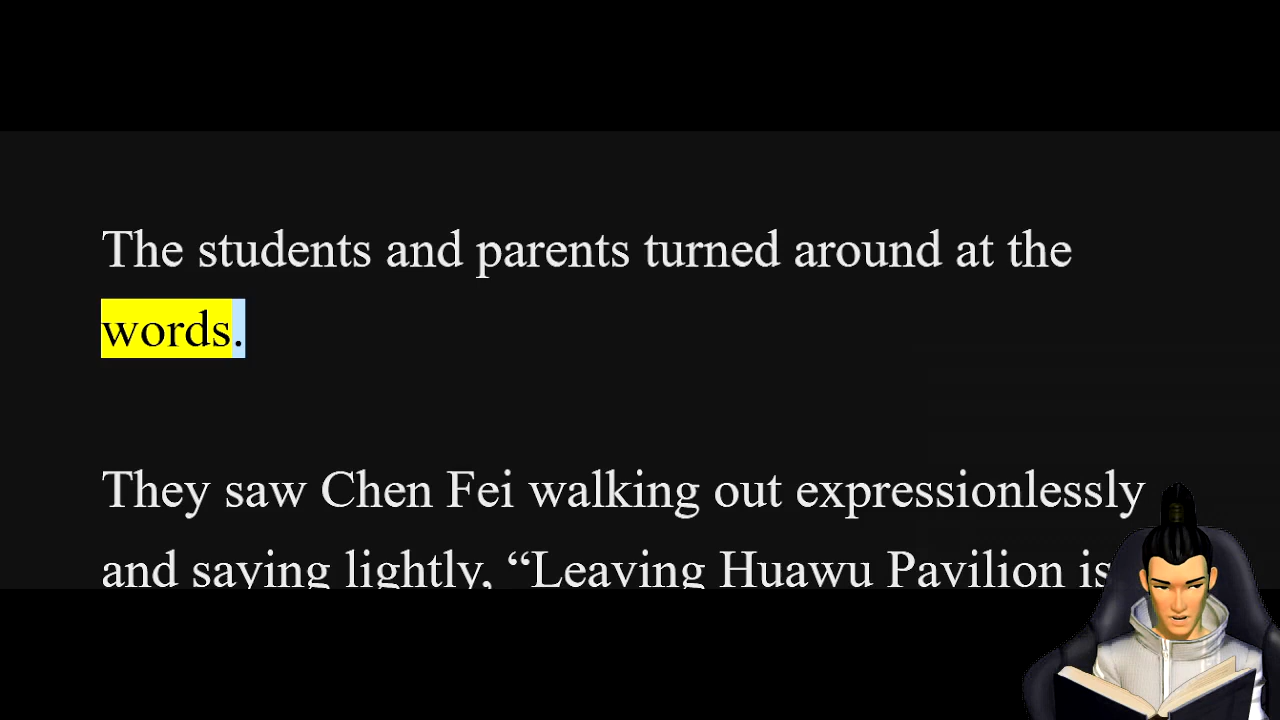 The students and parents turned around at the
words.
They saw Chen Fei walking out expressionlessly
and saying lightly, “Leaving Huawu Pavilion is